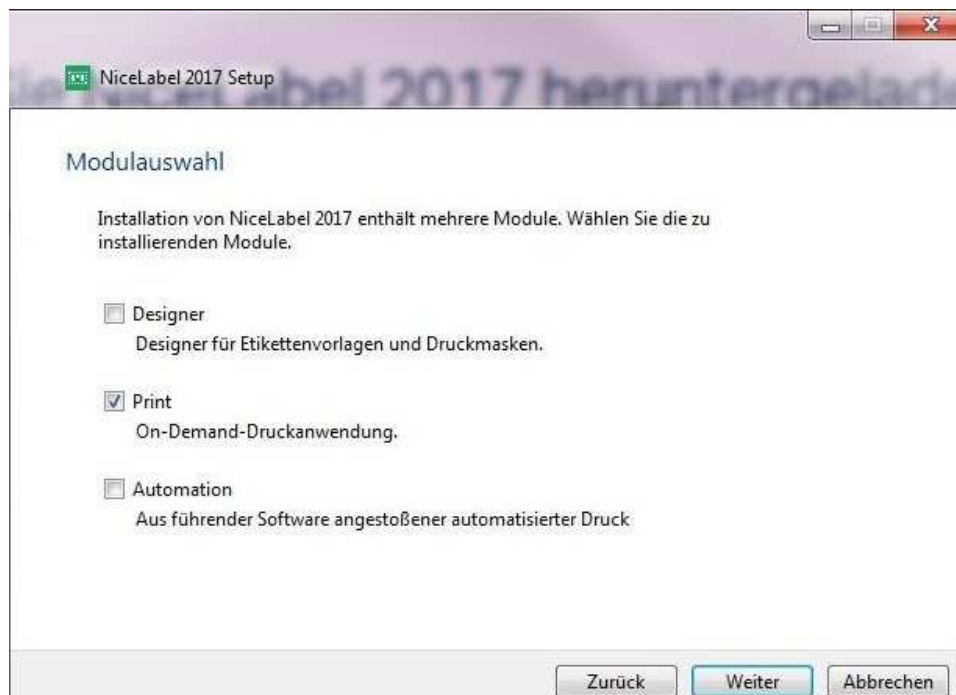 ie NiceLabel 2017 heruntergelade
NiceLabel 2017 Setup
Modulauswahl
Installation von NiceLabel 2017 enthält mehrere Module. Wählen Sie die zu
installierenden Module.
Designer
Designer für Etikettenvorlagen und Druckmasken.
Print
On-Demand-Druckanwendung.
Automation
Aus führender Software angestoßener automatisierter Druck
Zurück
Weiter
Abbrechen